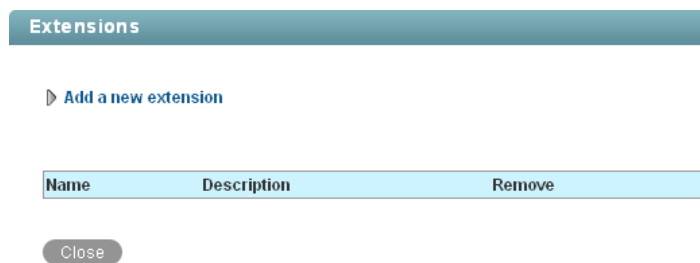 Extensions
Add a new extension
Name Description Remove
Close